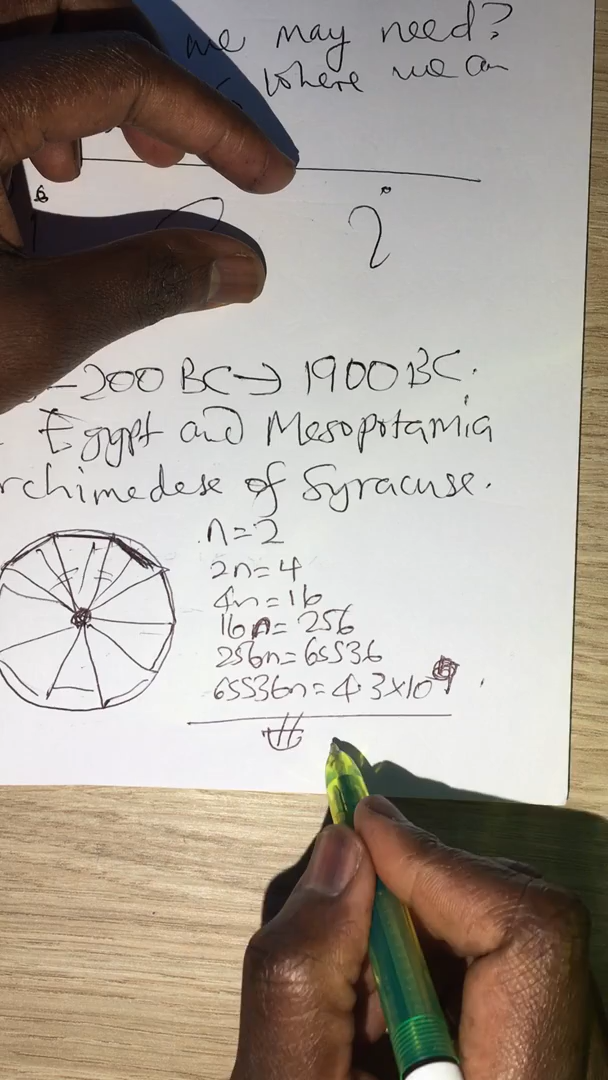 we may need?
where we can
6
?
-200 BC → 1900 BC.
Egypt and Mesopotamia
rchimedese of Syracuse.
n=2
2n=4
4n=16
16n=256
256n=65536
65536n=4.3×10⁹